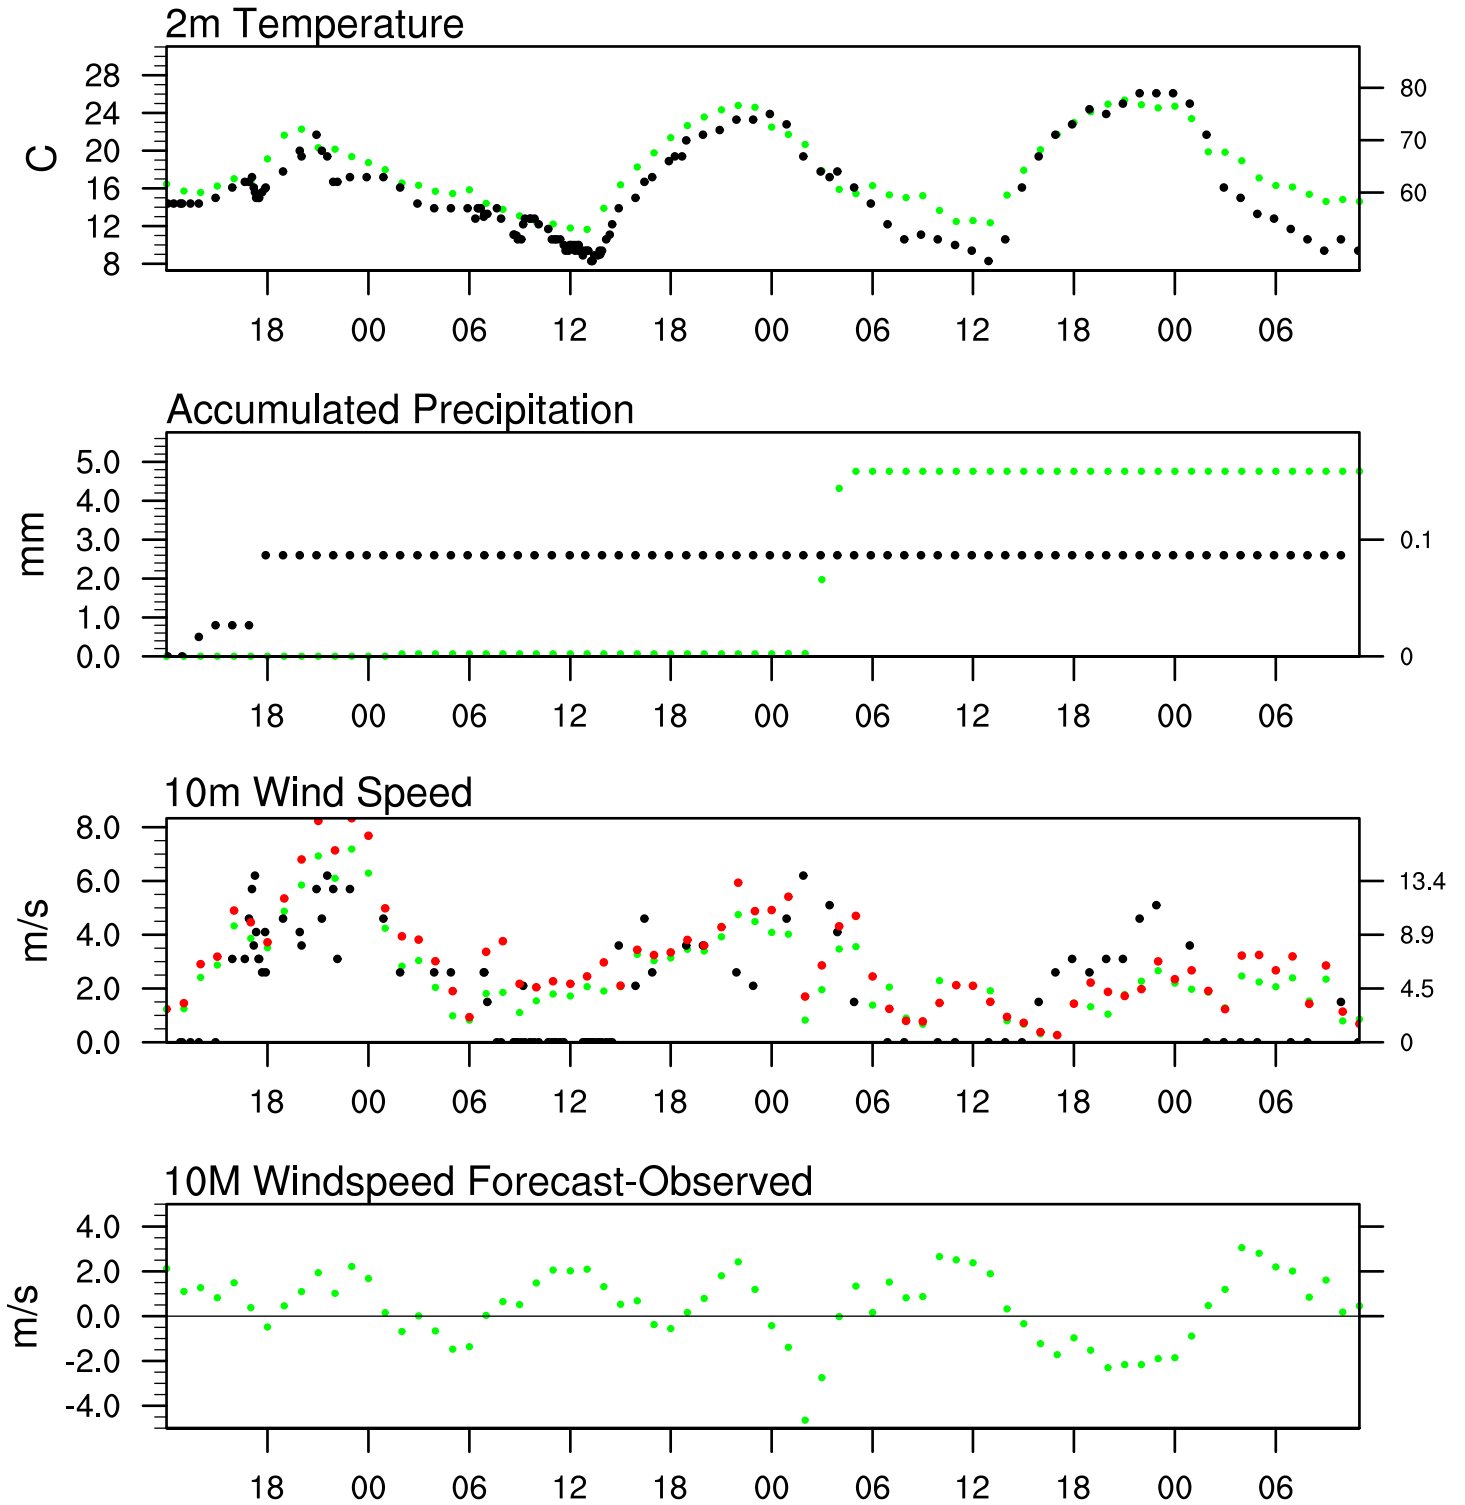 2m Temperature
C
28
24
20
16
12
8
80
70
60
18 00 06 12 18 00 06 12 18 00 06
Accumulated Precipitation
mm
5.0
4.0
3.0
2.0
1.0
0.0
0.1
0
18 00 06 12 18 00 06 12 18 00 06
10m Wind Speed
m/s
8.0
6.0
4.0
2.0
0.0
13.4
8.9
4.5
0
18 00 06 12 18 00 06 12 18 00 06
10M Windspeed Forecast-Observed
m/s
4.0
2.0
0.0
-2.0
-4.0
18 00 06 12 18 00 06 12 18 00 06